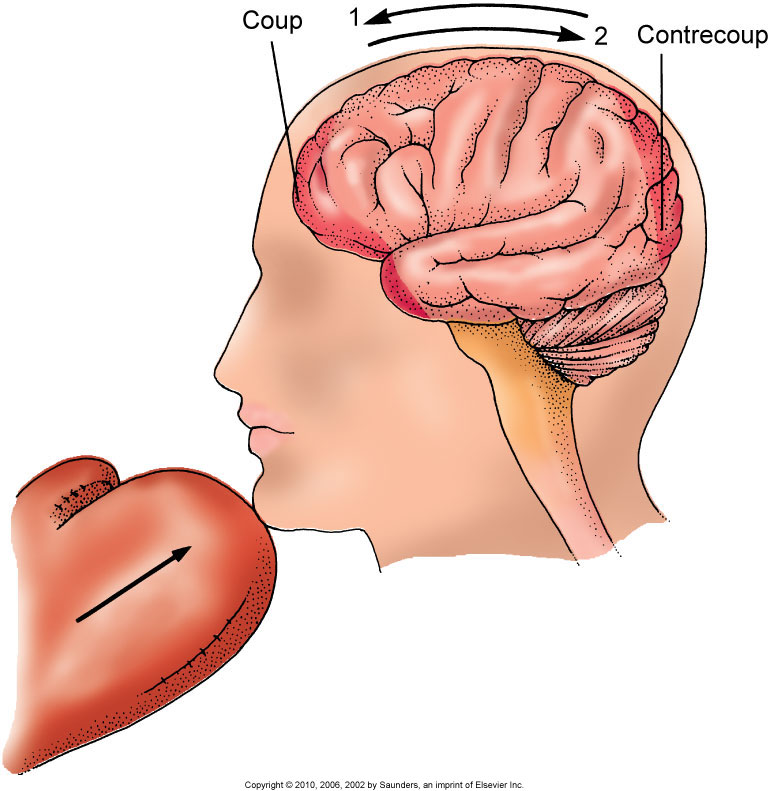 Coup
1
2
Contrecoup
Copyright © 2010, 2006, 2002 by Saunders, an imprint of Elsevier Inc.